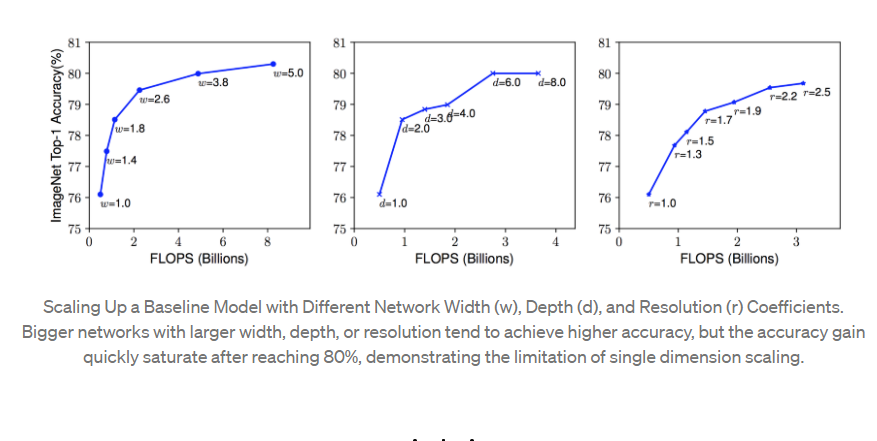 ImageNet Top-1 Accuracy(%)
81
80
79
78
77
76
75
w=1.0
w=1.4
w=1.8
w=2.6
w=3.8
w=5.0
0 2 4 6 8
FLOPS (Billions)
81
80
79
78
77
76
75
d=1.0
d=2.0
d=3.0
d=4.0
d=6.0
d=8.0
0 1 2 3 4
FLOPS (Billions)
81
80
79
78
77
76
75
r=1.0
r=1.3
r=1.5
r=1.7
r=1.9
r=2.2
r=2.5
0 1 2 3
FLOPS (Billions)
Scaling Up a Baseline Model with Different Network Width (w), Depth (d), and Resolution (r) Coefficients.
Bigger networks with larger width, depth, or resolution tend to achieve higher accuracy, but the accuracy gain
quickly saturate after reaching 80%, demonstrating the limitation of single dimension scaling.